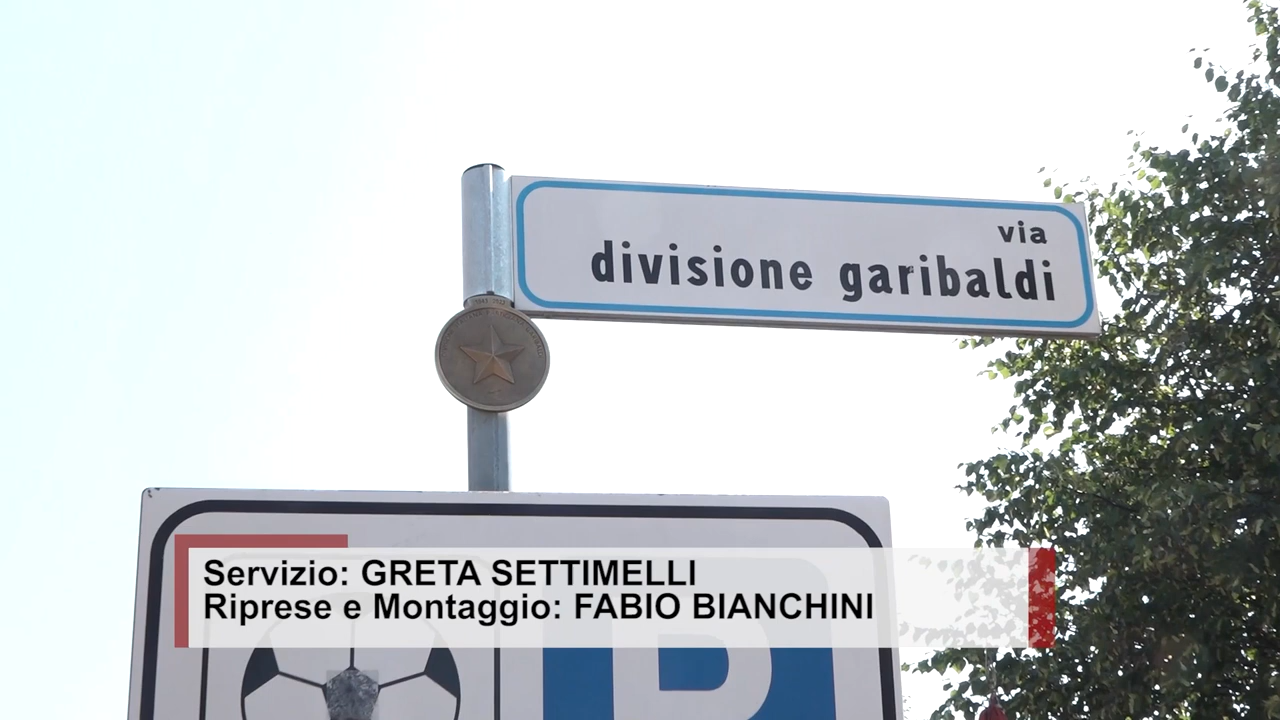 via
divisione garibaldi
P
Servizio: GRETA SETTIMELLI
Riprese e Montaggio: FABIO BIANCHINI